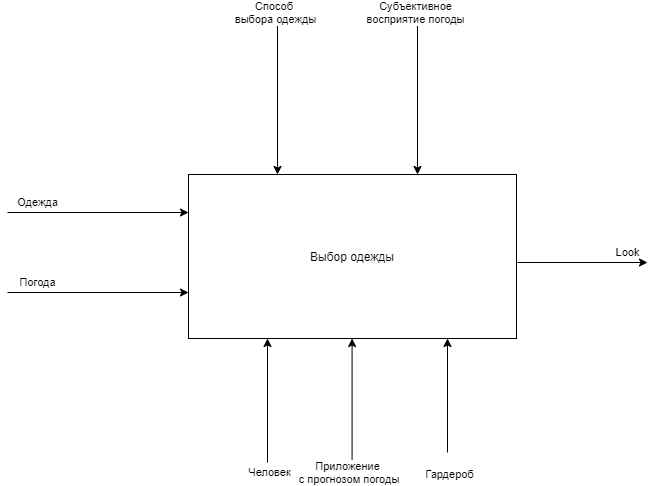 Способ
выбора одежды
Субъективное
восприятие погоды
Одежда
Погода
Выбор одежды
Look
Человек
Приложение
с прогнозом погоды
Гардероб